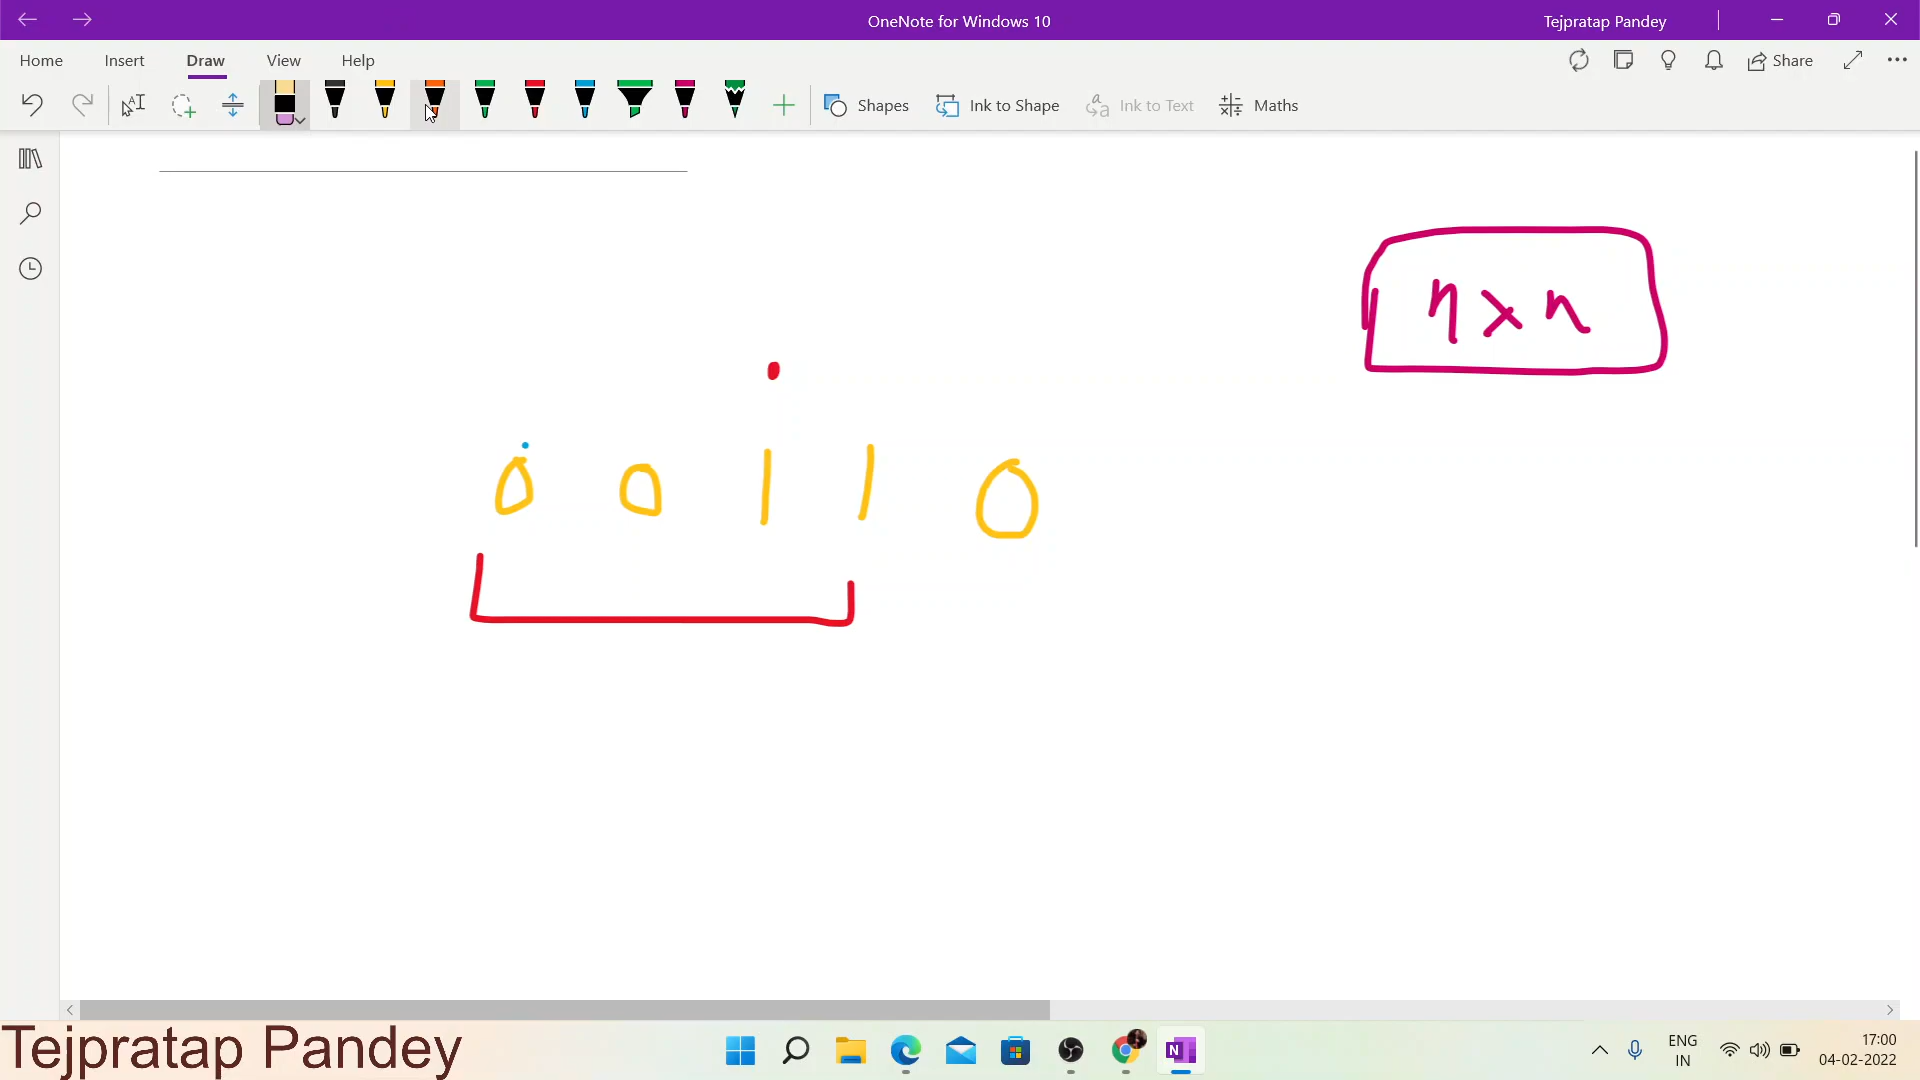 OneNote for Windows 10
Tejpratap Pandey
Home Insert Draw View Help
Share
Shapes Ink to Shape Ink to Text Maths
n x n
0 0 1 1 0
Tejpratap Pandey
ENG
IN
17:00
04-02-2022